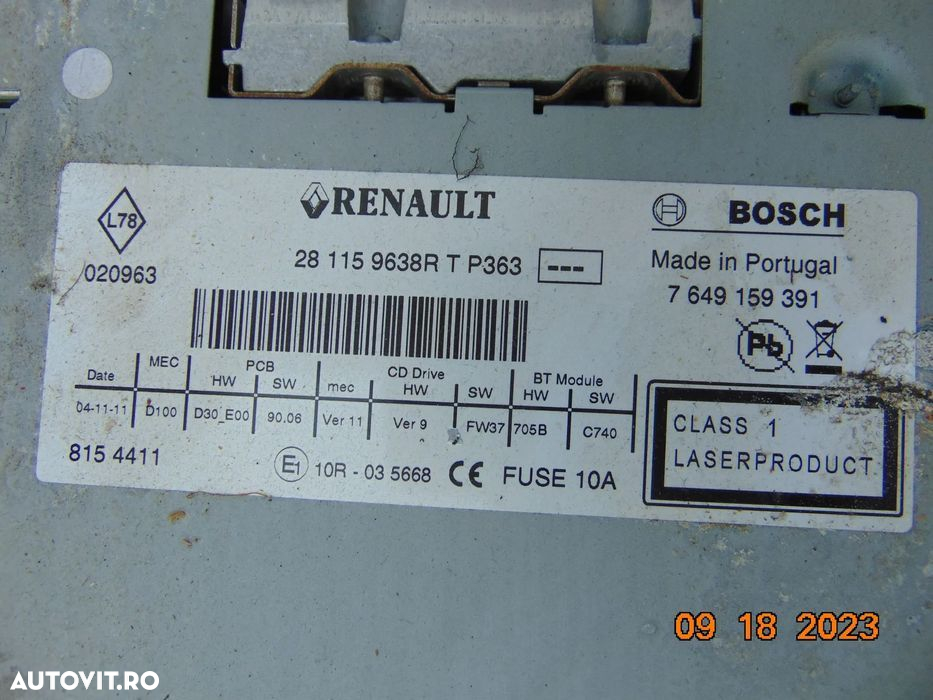 L78
RENAULT
BOSCH
020963
28 115 9638R T P363
---
Made in Portugal
7 649 159 391
Pb
Date MEC PCB CD Drive BT Module
HW SW mec HW SW HW SW
04-11-11 D100 D30_E00 90.06 Ver 11 Ver 9 FW37 705B C740
CLASS 1
LASERPRODUCT
815 4411
E1 10R - 03 5668 CE FUSE 10A
09 18 2023
AUTOVIT.RO